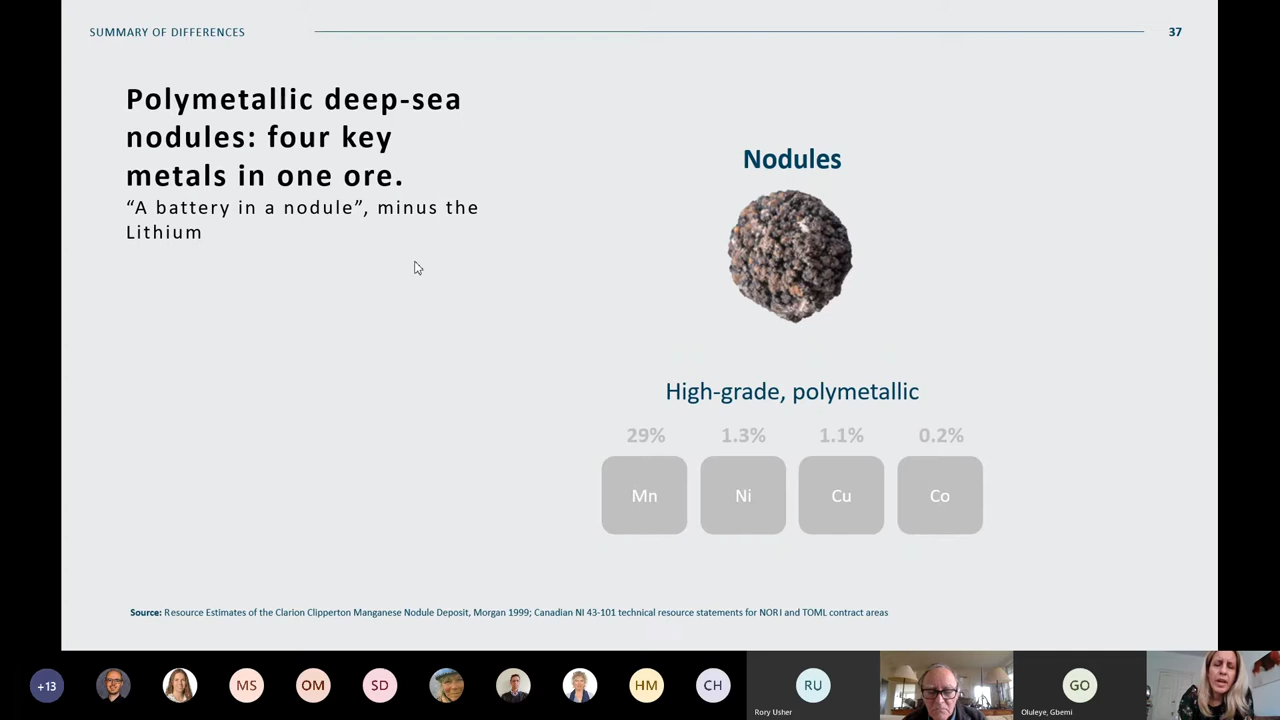 SUMMARY OF DIFFERENCES
37
Polymetallic deep-sea
nodules: four key
metals in one ore.
“A battery in a nodule”, minus the
Lithium
Nodules
High-grade, polymetallic
29% 1.3% 1.1% 0.2%
Mn Ni Cu Co
Source: Resource Estimates of the Clarion Clipperton Manganese Nodule Deposit, Morgan 1999; Canadian NI 43-101 technical resource statements for NORI and TOML contract areas
+13 MS OM SD HM CH RU GO
Rory Usher
Oluleye, Gbemi